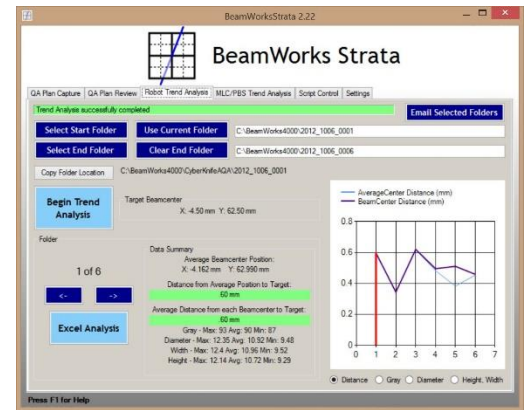 BeamWorksStrata 2.22
BeamWorks Strata
QA Plan Capture QA Plan Review Robot Trend Analysis MLC/PBS Trend Analysis Script Control Settings
Trend Analysis successfully completed
Email Selected Folders
Select Start Folder Use Current Folder C:\BeamWorks4000\2012_1006_0001
Select End Folder Clear End Folder C:\BeamWorks4000\2012_1006_0006
Copy Folder Location C:\BeamWorks4000\CyberKnifeAQA\2012_1006_0001
Begin Trend Analysis
Target Beamcenter
X: -4.50 mm Y: 62.50 mm
Folder
1 of 6
<- ->
Excel Analysis
Data Summary
Average Beamcenter Position:
X: -4.162 mm Y: 62.990 mm
Distance from Average Position to Target:
.60 mm
Average Distance from each Beamcenter to Target:
.60 mm
Gray - Max: 93 Avg: 90 Min: 87
Diameter - Max: 12.35 Avg: 10.92 Min: 9.48
Width - Max: 12.4 Avg: 10.96 Min: 9.52
Height - Max: 12.14 Avg: 10.72 Min: 9.29
AverageCenter Distance (mm)
BeamCenter Distance (mm)
0.8
0.6
0.4
0.2
0
0 1 2 3 4 5 6 7
Distance Gray Diameter Height, Width
Press F1 for Help